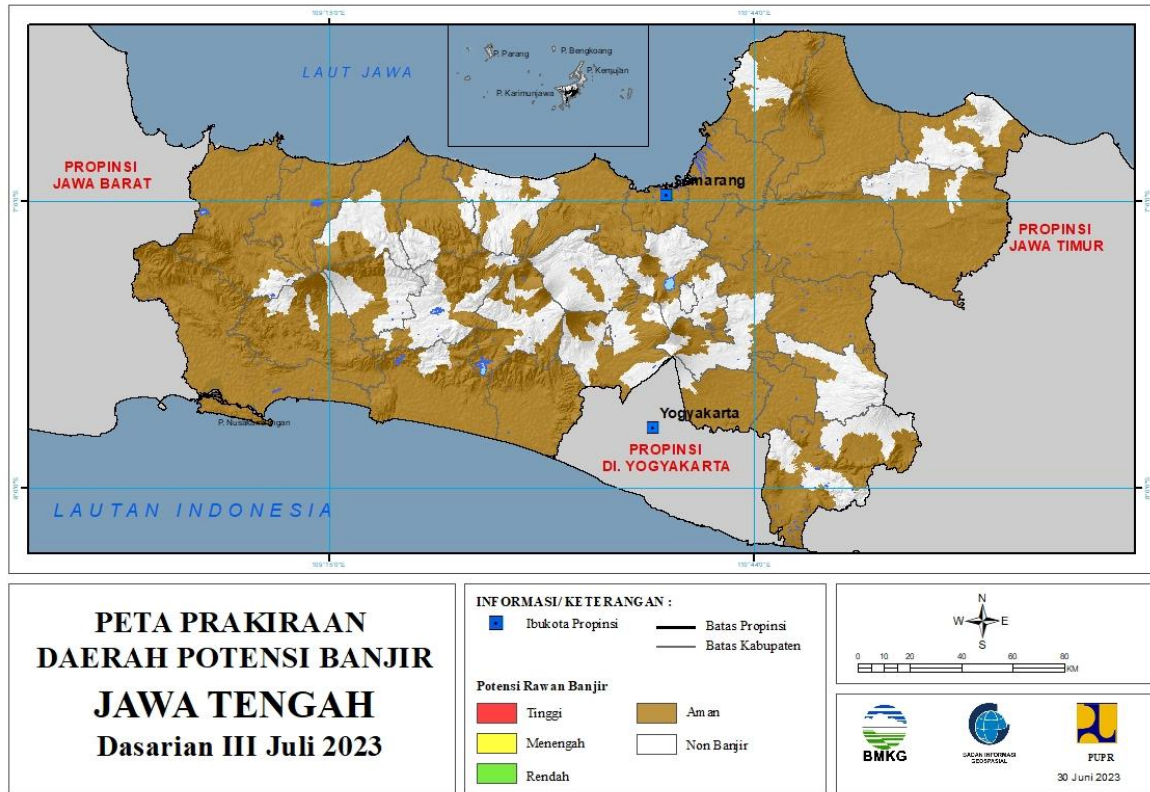 LAUT JAWA
P. Parang
P. Bengkoang
P. Kemujan
P. Karimunjawa
PROPINSI
JAWA BARAT
Semarang
PROPINSI
JAWA TIMUR
Yogyakarta
PROPINSI
DI. YOGYAKARTA
LAUTAN INDONESIA
PETA PRAKIRAAN
DAERAH POTENSI BANJIR
JAWA TENGAH
Dasarian III Juli 2023
INFORMASI/ KETERANGAN :
Ibukota Propinsi
Batas Propinsi
Batas Kabupaten
Potensi Rawan Banjir
Tinggi
Menengah
Rendah
Aman
Non Banjir
N
W E
S
0 10 20 40 60 80
KM
BMKG
BADAN INFORMASI
GEOSPASIAL
PUPR
30 Juni 2023